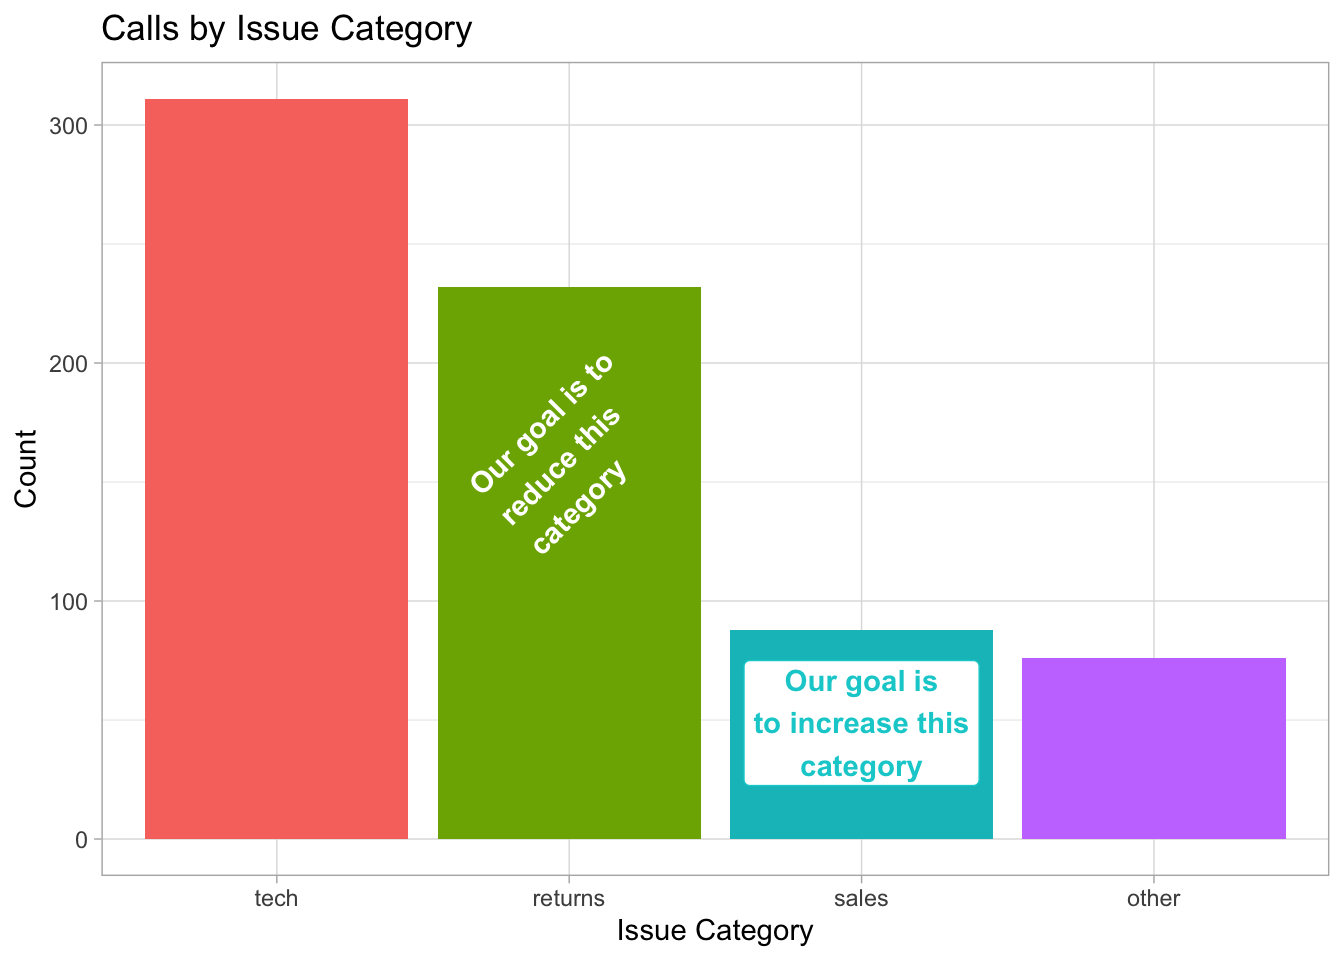 Calls by Issue Category
Count
300
200
100
0
Our goal is to
reduce this
category
Our goal is
to increase this
category
tech
returns
sales
other
Issue Category